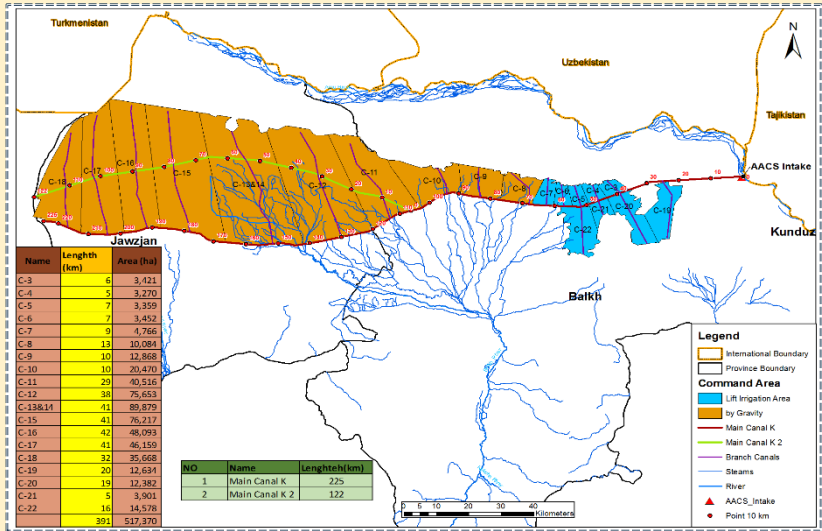 Turkmenistan
Uzbekistan
Tajikistan
N
AACS Intake
Kunduz
Balkh
Jawzjan
C-18
C-17
C-16
C-15
C-13&14
C-12
C-11
C-10
C-9
C-8
C-7
C-6
C-5
C-4
C-3
C-21
C-20
C-19
C-22
10
20
30
Name Lenghth (km) Area (ha)
C-3 6 3,421
C-4 5 3,270
C-5 7 3,359
C-6 7 3,452
C-7 9 4,766
C-8 13 10,084
C-9 10 12,868
C-10 10 20,470
C-11 29 40,516
C-12 38 75,653
C-13&14 41 89,879
C-15 41 76,217
C-16 42 48,093
C-17 41 46,159
C-18 32 35,668
C-19 20 12,634
C-20 19 12,382
C-21 5 3,901
C-22 16 14,578
391 517,370
NO Name Lenghteh(km)
1 Main Canal K 225
2 Main Canal K 2 122
Legend
International Boundary
Province Boundary
Command Area
Lift Irrigation Area
by Gravity
Main Canal K
Main Canal K 2
Branch Canals
Steams
River
AACS_Intake
Point 10 km
0 5 10 20 30 40
Kilometers